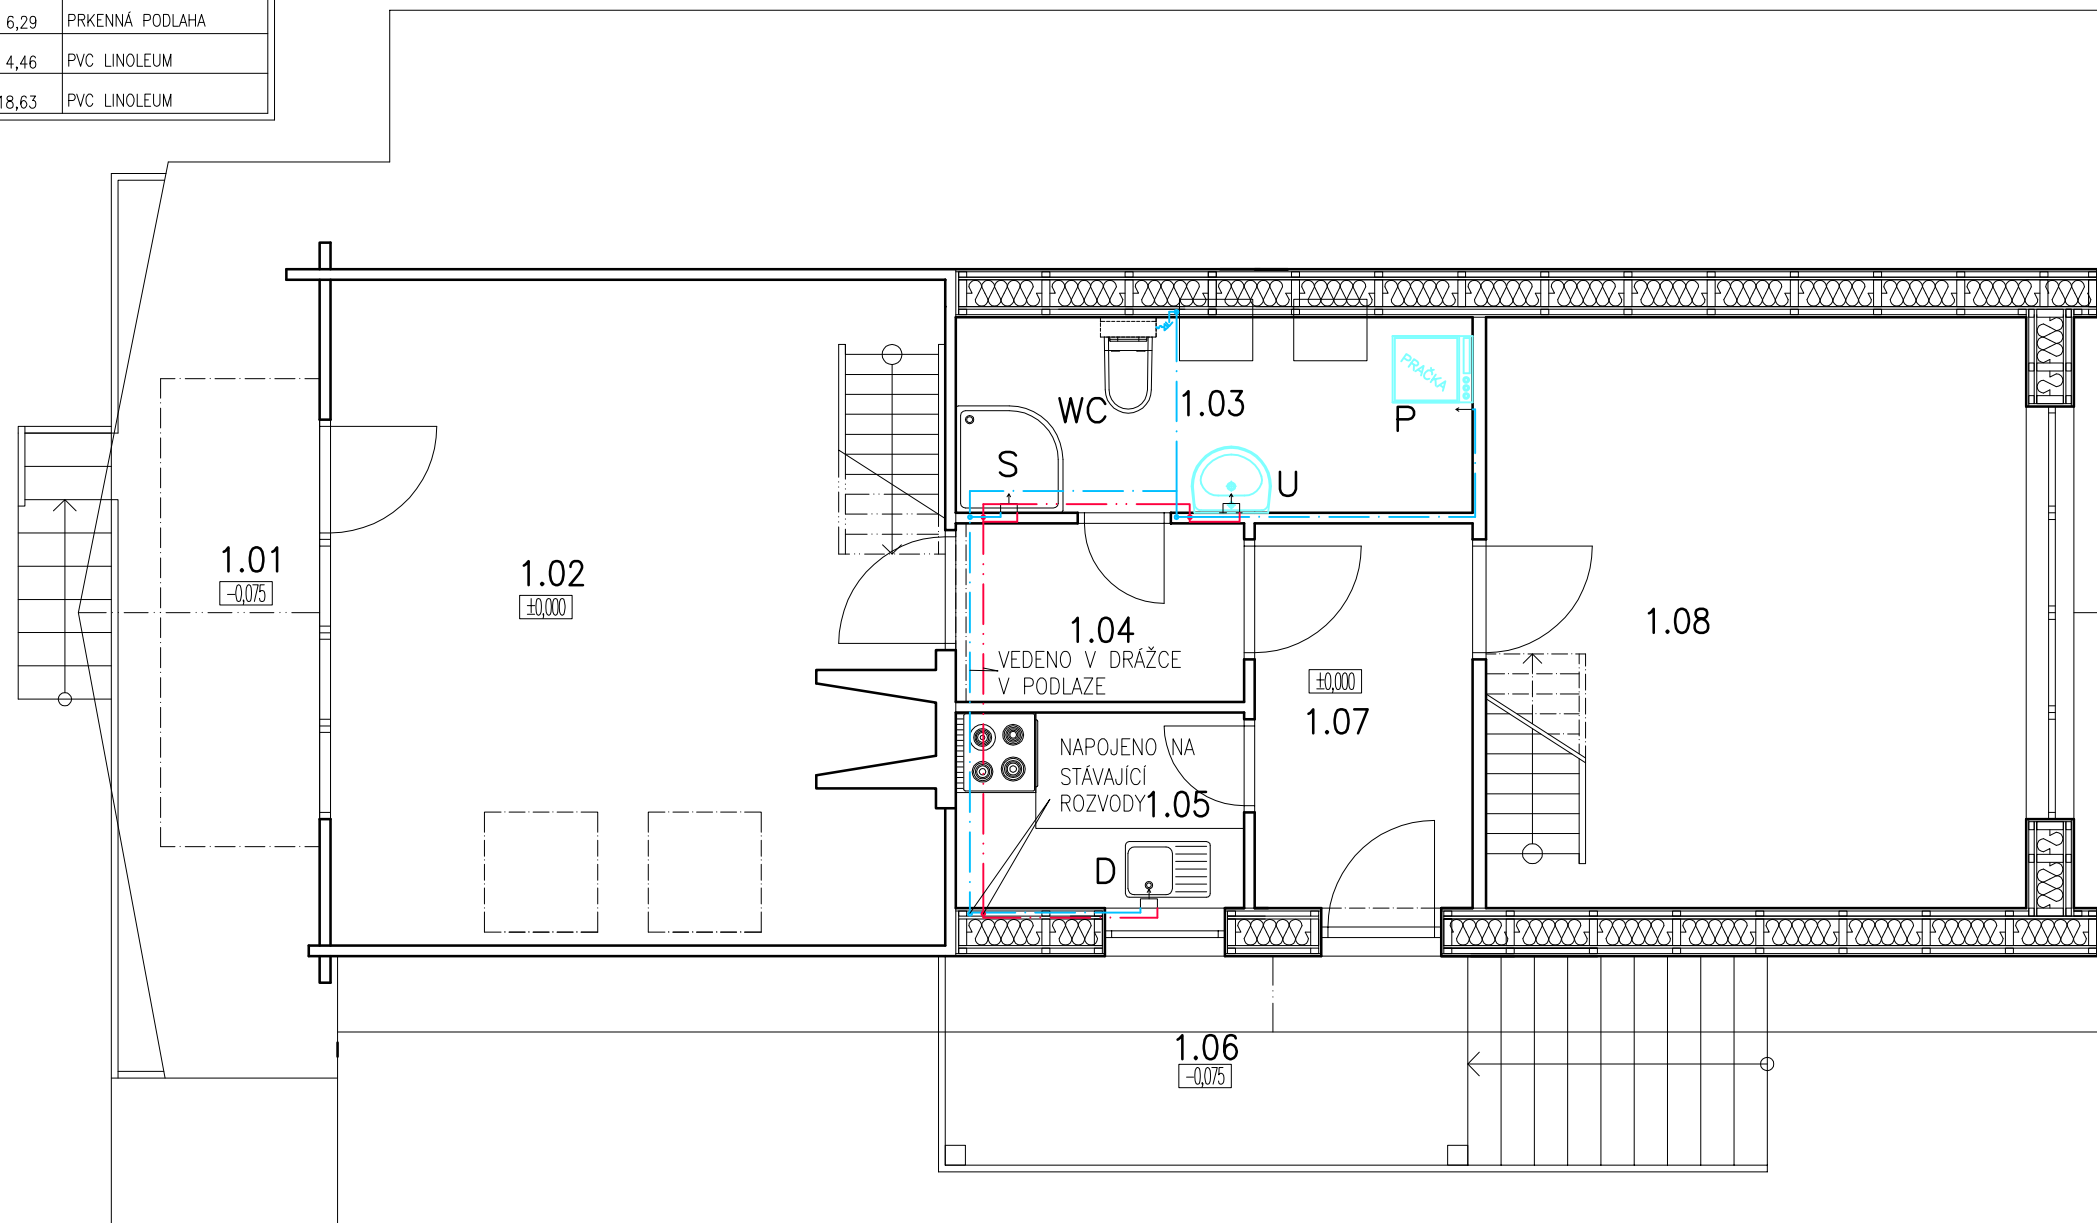 6,29 PRKENNÁ PODLAHA
4,46 PVC LINOLEUM
18,63 PVC LINOLEUM
PRAČKA
WC
1.03
P
S
U
1.01
-0,075
1.02
±0,000
1.04
VEDENO V DRÁŽCE
V PODLAZE
1.08
±0,000
1.07
NAPOJENO NA
STÁVAJÍCÍ
ROZVODY
1.05
D
1.06
-0,075